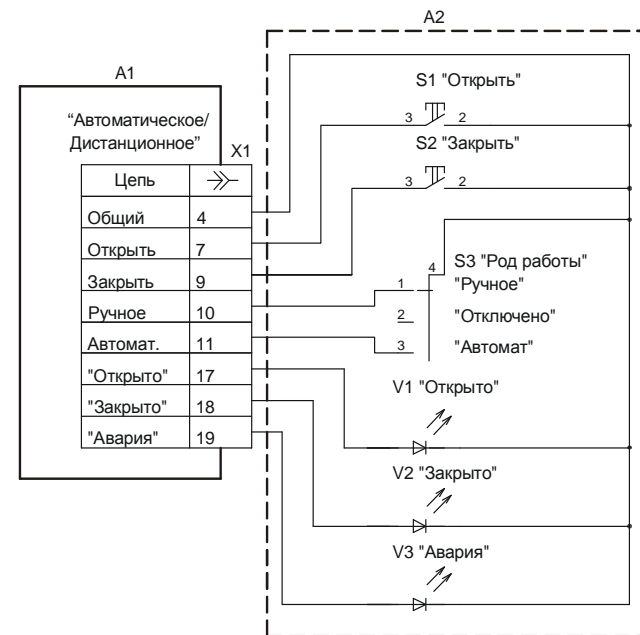 A2
A1
S1 "Открыть"
“Автоматическое/
Дистанционное”
3 2
X1
S2 "Закрыть"
Цепь
3 2
Общий 4
Открыть 7
4 S3 "Род работы"
Закрыть 9
1 "Ручное"
Ручное 10
2 "Отключено"
Автомат. 11
3 "Автомат"
"Открыто" 17
V1 "Открыто"
"Закрыто" 18
"Авария" 19
V2 "Закрыто"
V3 "Авария"